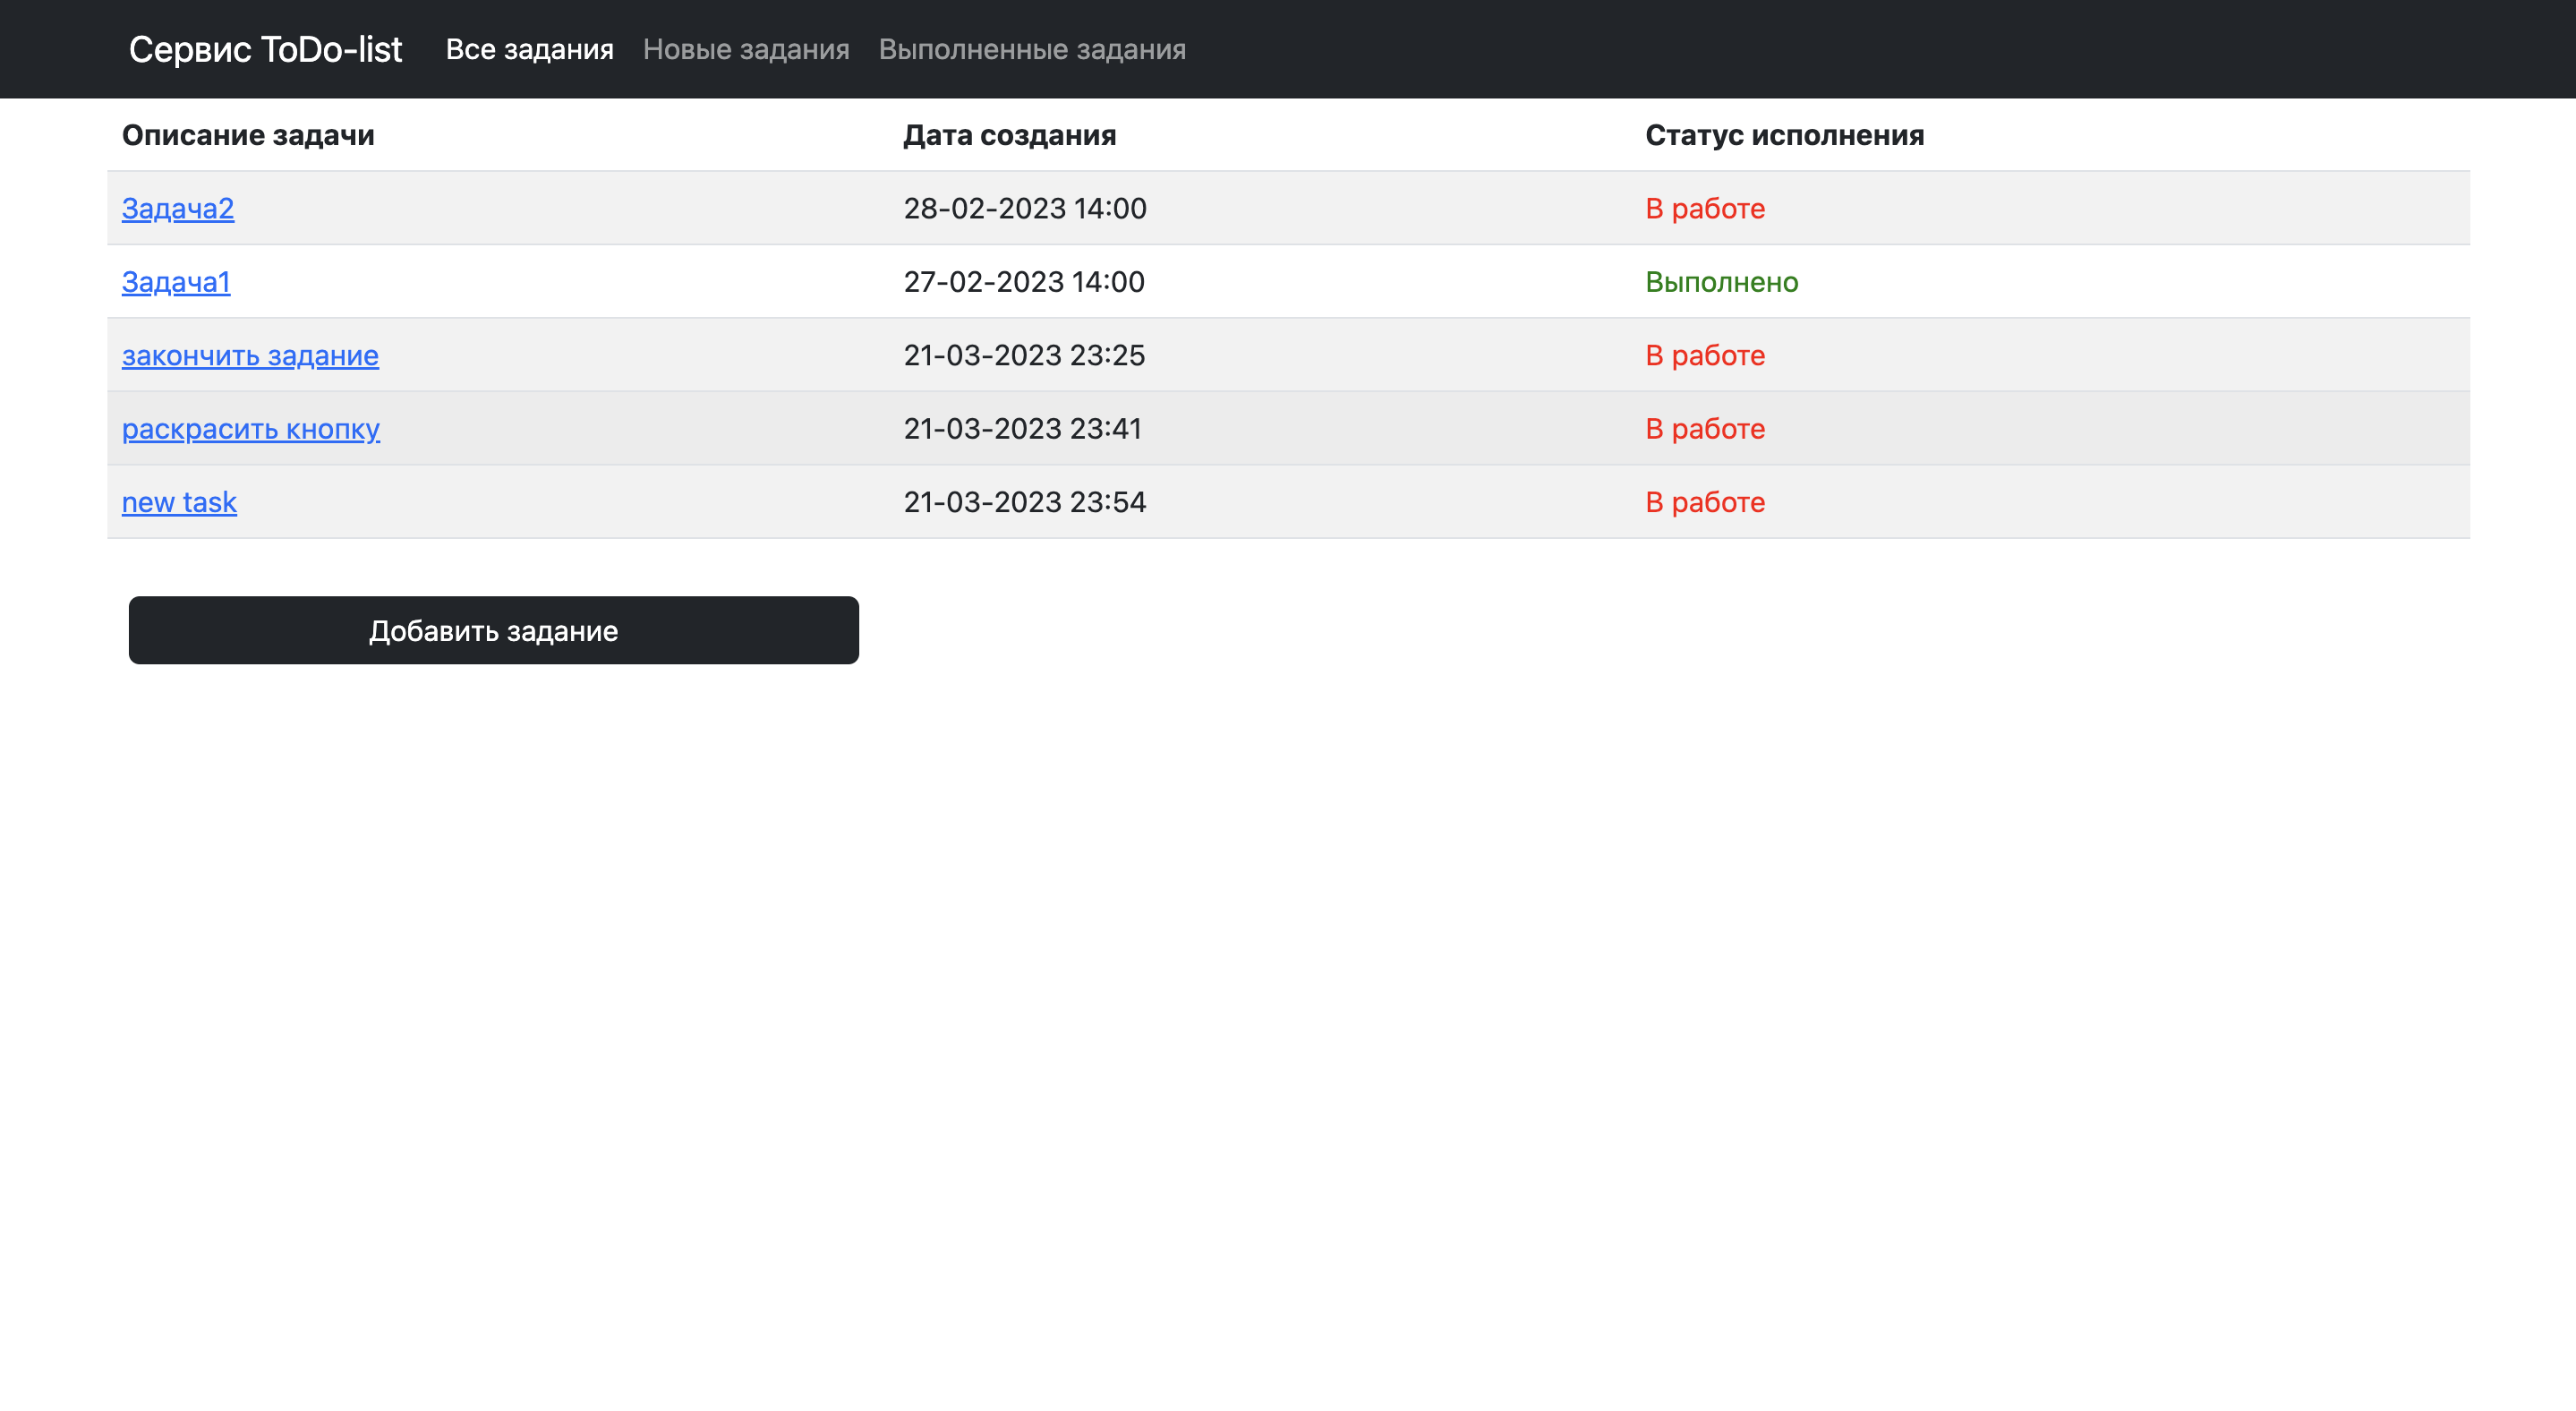 Сервис ToDo-list Все задания Новые задания Выполненные задания
Описание задачи Дата создания Статус исполнения
Задача2 28-02-2023 14:00 В работе
Задача1 27-02-2023 14:00 Выполнено
закончить задание 21-03-2023 23:25 В работе
раскрасить кнопку 21-03-2023 23:41 В работе
new task 21-03-2023 23:54 В работе
Добавить задание